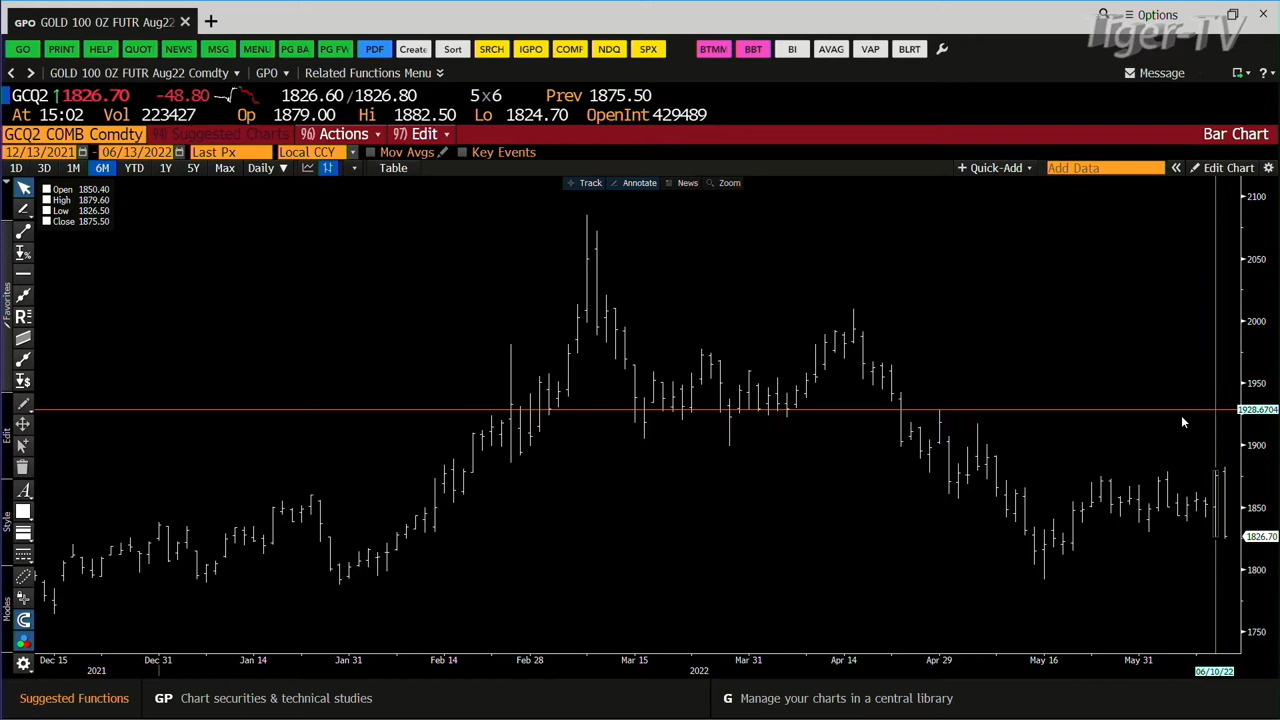 GPO GOLD 100 OZ FUTR Aug22
Options
Tiger-TV
GO PRINT HELP QUOT NEWS MSG MENU PG BA PG FW PDF Create Sort SRCH IGPO COMF NDQ SPX BTMM BBT BI AVAG VAP BLRT
GOLD 100 OZ FUTR Aug22 Comdty GPO Related Functions Menu Message
GCQ2 ↑1826.70 -48.80 1826.60/1826.80 5x6 Prev 1875.50
At 15:02 Vol 223427 Op 1879.00 Hi 1882.50 Lo 1824.70 OpenInt 429489
GCQ2 COMB Comdty 94) Suggested Charts 96) Actions 97) Edit Bar Chart
12/13/2021 - 06/13/2022 Last Px Local CCY Mov Avgs Key Events
1D 3D 1M 6M YTD 1Y 5Y Max Daily Table + Quick-Add Add Data « Edit Chart
Track Annotate News Zoom
Open 1850.40
High 1879.60
Low 1826.50
Close 1875.50
Favorites
Edit
Style
Modes
2100
2050
2000
1950
1928.6704
1900
1850
1826.70
1800
1750
Dec 15 Dec 31 Jan 14 Jan 31 Feb 14 Feb 28 Mar 15 Mar 31 Apr 14 Apr 29 May 16 May 31
2021 2022 06/10/22
Suggested Functions GP Chart securities & technical studies G Manage your charts in a central library